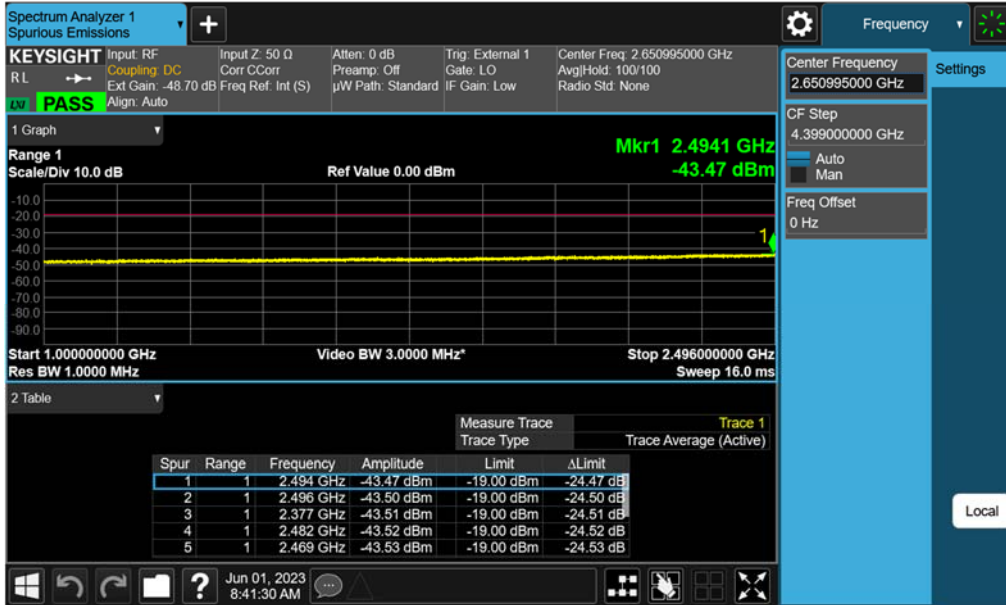 Spectrum Analyzer 1
Spurious Emissions
Frequency
KEYSIGHT
RL
LXI
PASS
Input: RF
Coupling: DC
Ext Gain: -48.70 dB
Align: Auto
Input Z: 50 Ω
Corr CCorr
Freq Ref: Int (S)
Atten: 0 dB
Preamp: Off
µW Path: Standard
Trig: External 1
Gate: LO
IF Gain: Low
Center Freq: 2.650995000 GHz
Avg|Hold: 100/100
Radio Std: None
Center Frequency
2.650995000 GHz
Settings
CF Step
4.399000000 GHz
Auto
Man
Freq Offset
0 Hz
Local
1 Graph
Range 1
Scale/Div 10.0 dB
Ref Value 0.00 dBm
Mkr1 2.4941 GHz
-43.47 dBm
-10.0
-20.0
-30.0
-40.0
-50.0
-60.0
-70.0
-80.0
-90.0
1
Start 1.000000000 GHz
Video BW 3.0000 MHz*
Stop 2.496000000 GHz
Res BW 1.0000 MHz
Sweep 16.0 ms
2 Table
Measure Trace Trace 1
Trace Type Trace Average (Active)
Spur Range Frequency Amplitude Limit ΔLimit
1 1 2.494 GHz -43.47 dBm -19.00 dBm -24.47 dB
2 1 2.496 GHz -43.50 dBm -19.00 dBm -24.50 dB
3 1 2.377 GHz -43.51 dBm -19.00 dBm -24.51 dB
4 1 2.482 GHz -43.52 dBm -19.00 dBm -24.52 dB
5 1 2.469 GHz -43.53 dBm -19.00 dBm -24.53 dB
Jun 01, 2023
8:41:30 AM